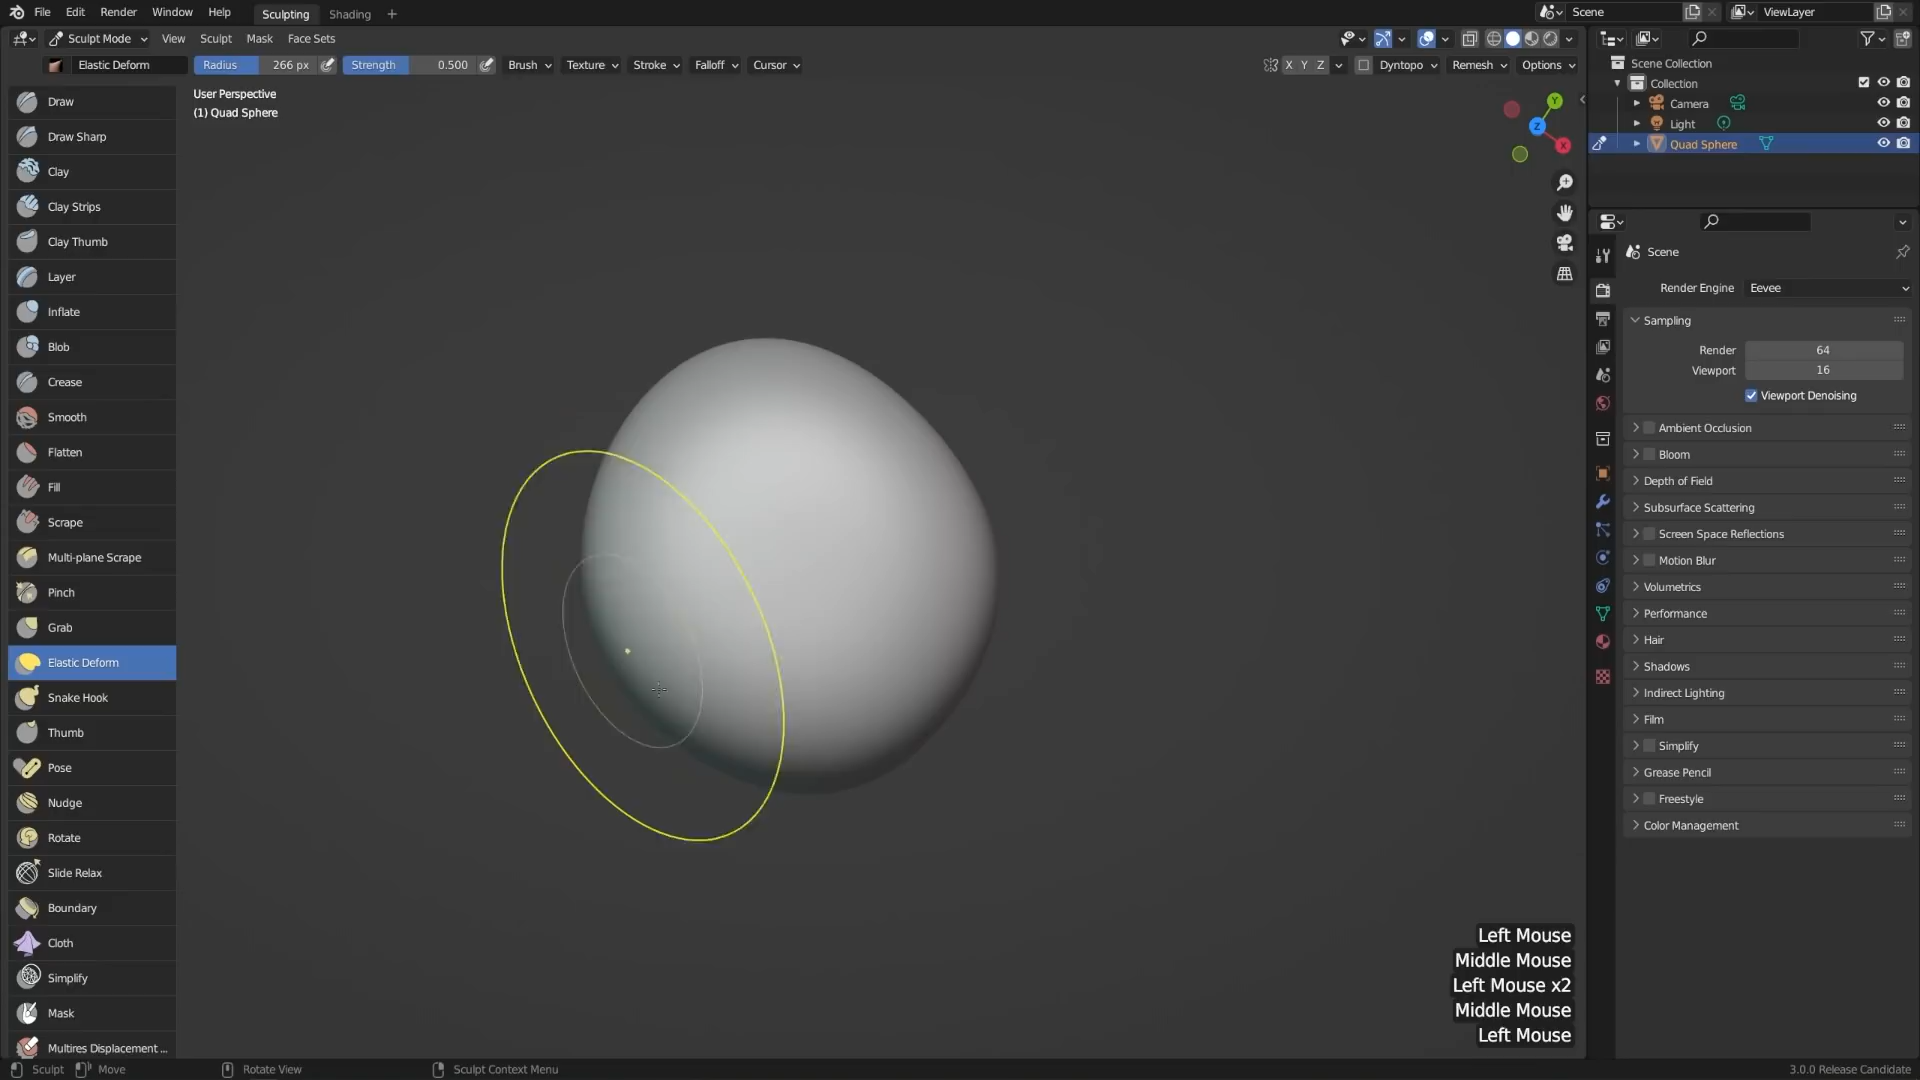 File Edit Render Window Help Sculpting Shading + Scene ViewLayer
Sculpt Mode View Sculpt Mask Face Sets
Elastic Deform Radius 266 px Strength 0.500 Brush Texture Stroke Falloff Cursor X Y Z Dyntopo Remesh Options
User Perspective
(1) Quad Sphere
Draw
Draw Sharp
Clay
Clay Strips
Clay Thumb
Layer
Inflate
Blob
Crease
Smooth
Flatten
Fill
Scrape
Multi-plane Scrape
Pinch
Grab
Elastic Deform
Snake Hook
Thumb
Pose
Nudge
Rotate
Slide Relax
Boundary
Cloth
Simplify
Mask
Multires Displacement ...
Y
Z
X
Left Mouse
Middle Mouse
Left Mouse x2
Middle Mouse
Left Mouse
Scene Collection
Collection
Camera
Light
Quad Sphere
Scene
Render Engine Eevee
Sampling
Render 64
Viewport 16
Viewport Denoising
Ambient Occlusion
Bloom
Depth of Field
Subsurface Scattering
Screen Space Reflections
Motion Blur
Volumetrics
Performance
Hair
Shadows
Indirect Lighting
Film
Simplify
Grease Pencil
Freestyle
Color Management
Sculpt Move Rotate View Sculpt Context Menu 3.0.0 Release Candidate